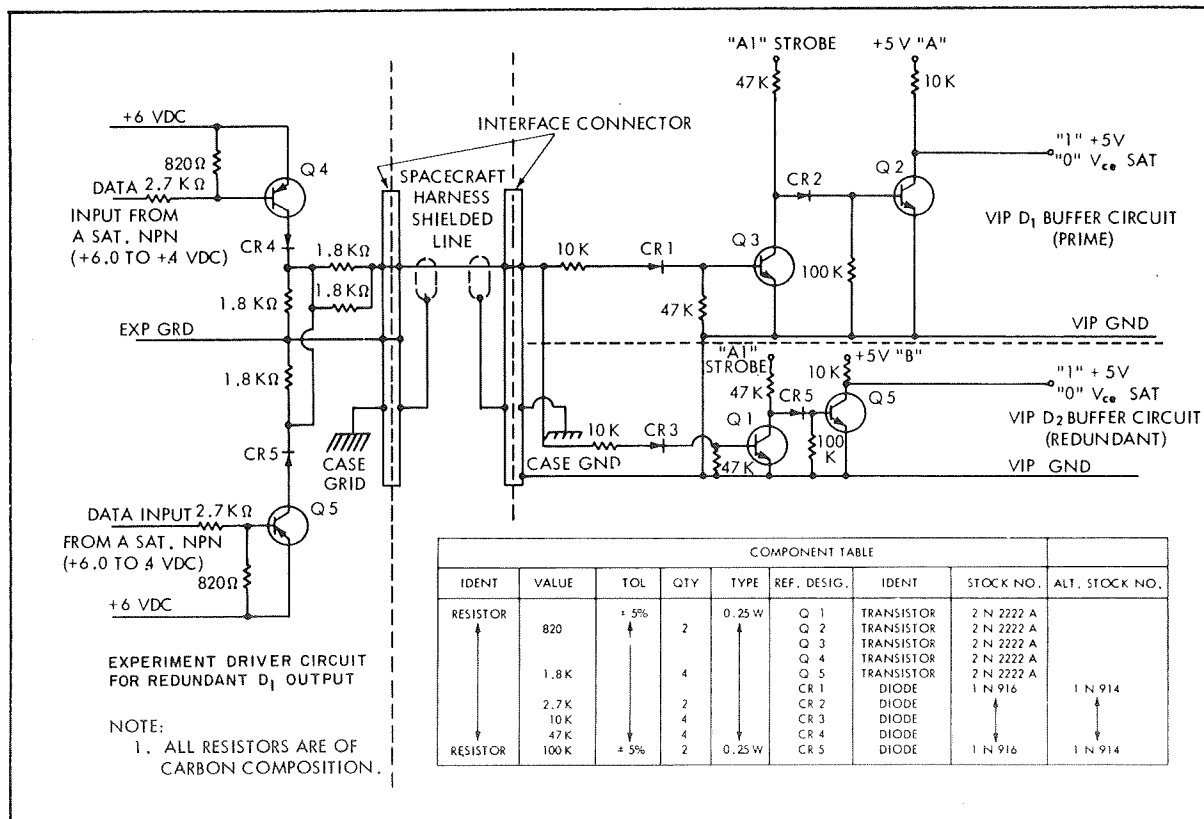 "A1" STROBE
+5 V "A"
47 K
10 K
+6 VDC
INTERFACE CONNECTOR
"1" +5V
"0" Vce SAT
820Ω
Q 4
SPACECRAFT
HARNESS
SHIELDED
LINE
Q 2
CR 2
DATA 2.7 KΩ
INPUT FROM
A SAT. NPN
(+6.0 TO +.4 VDC)
VIP D1 BUFFER CIRCUIT
(PRIME)
CR 4
1.8 KΩ
1.8 KΩ
10 K
CR 1
Q 3
100 K
1.8 KΩ
47 K
EXP GRD
VIP GND
"A1"
STROBE
+5V "B"
1.8 KΩ
47 K
10 K
"1" + 5V
"0" Vce SAT
CR 5
Q 5
Q 1
VIP D2 BUFFER CIRCUIT
(REDUNDANT)
10 K
CR 3
100
K
CR 5
CASE
GRID
CASE GND
47 K
VIP GND
Q 5
DATA INPUT 2.7 KΩ
FROM A SAT. NPN
(+6.0 TO .4 VDC)
820Ω
+6 VDC
COMPONENT TABLE
IDENT VALUE TOL QTY TYPE REF. DESIG. IDENT STOCK NO. ALT. STOCK NO.
RESISTOR ± 5% 0.25 W Q 1 TRANSISTOR 2 N 2222 A
820 2 Q 2 TRANSISTOR 2 N 2222 A
Q 3 TRANSISTOR 2 N 2222 A
Q 4 TRANSISTOR 2 N 2222 A
1.8 K 4 Q 5 TRANSISTOR 2 N 2222 A
CR 1 DIODE 1 N 916 1 N 914
2.7 K 2 CR 2 DIODE
10 K 4 CR 3 DIODE
47 K 4 CR 4 DIODE
RESISTOR 100 K ± 5% 2 0.25 W CR 5 DIODE 1 N 916 1 N 914
EXPERIMENT DRIVER CIRCUIT
FOR REDUNDANT D1 OUTPUT
NOTE:
1. ALL RESISTORS ARE OF
CARBON COMPOSITION.